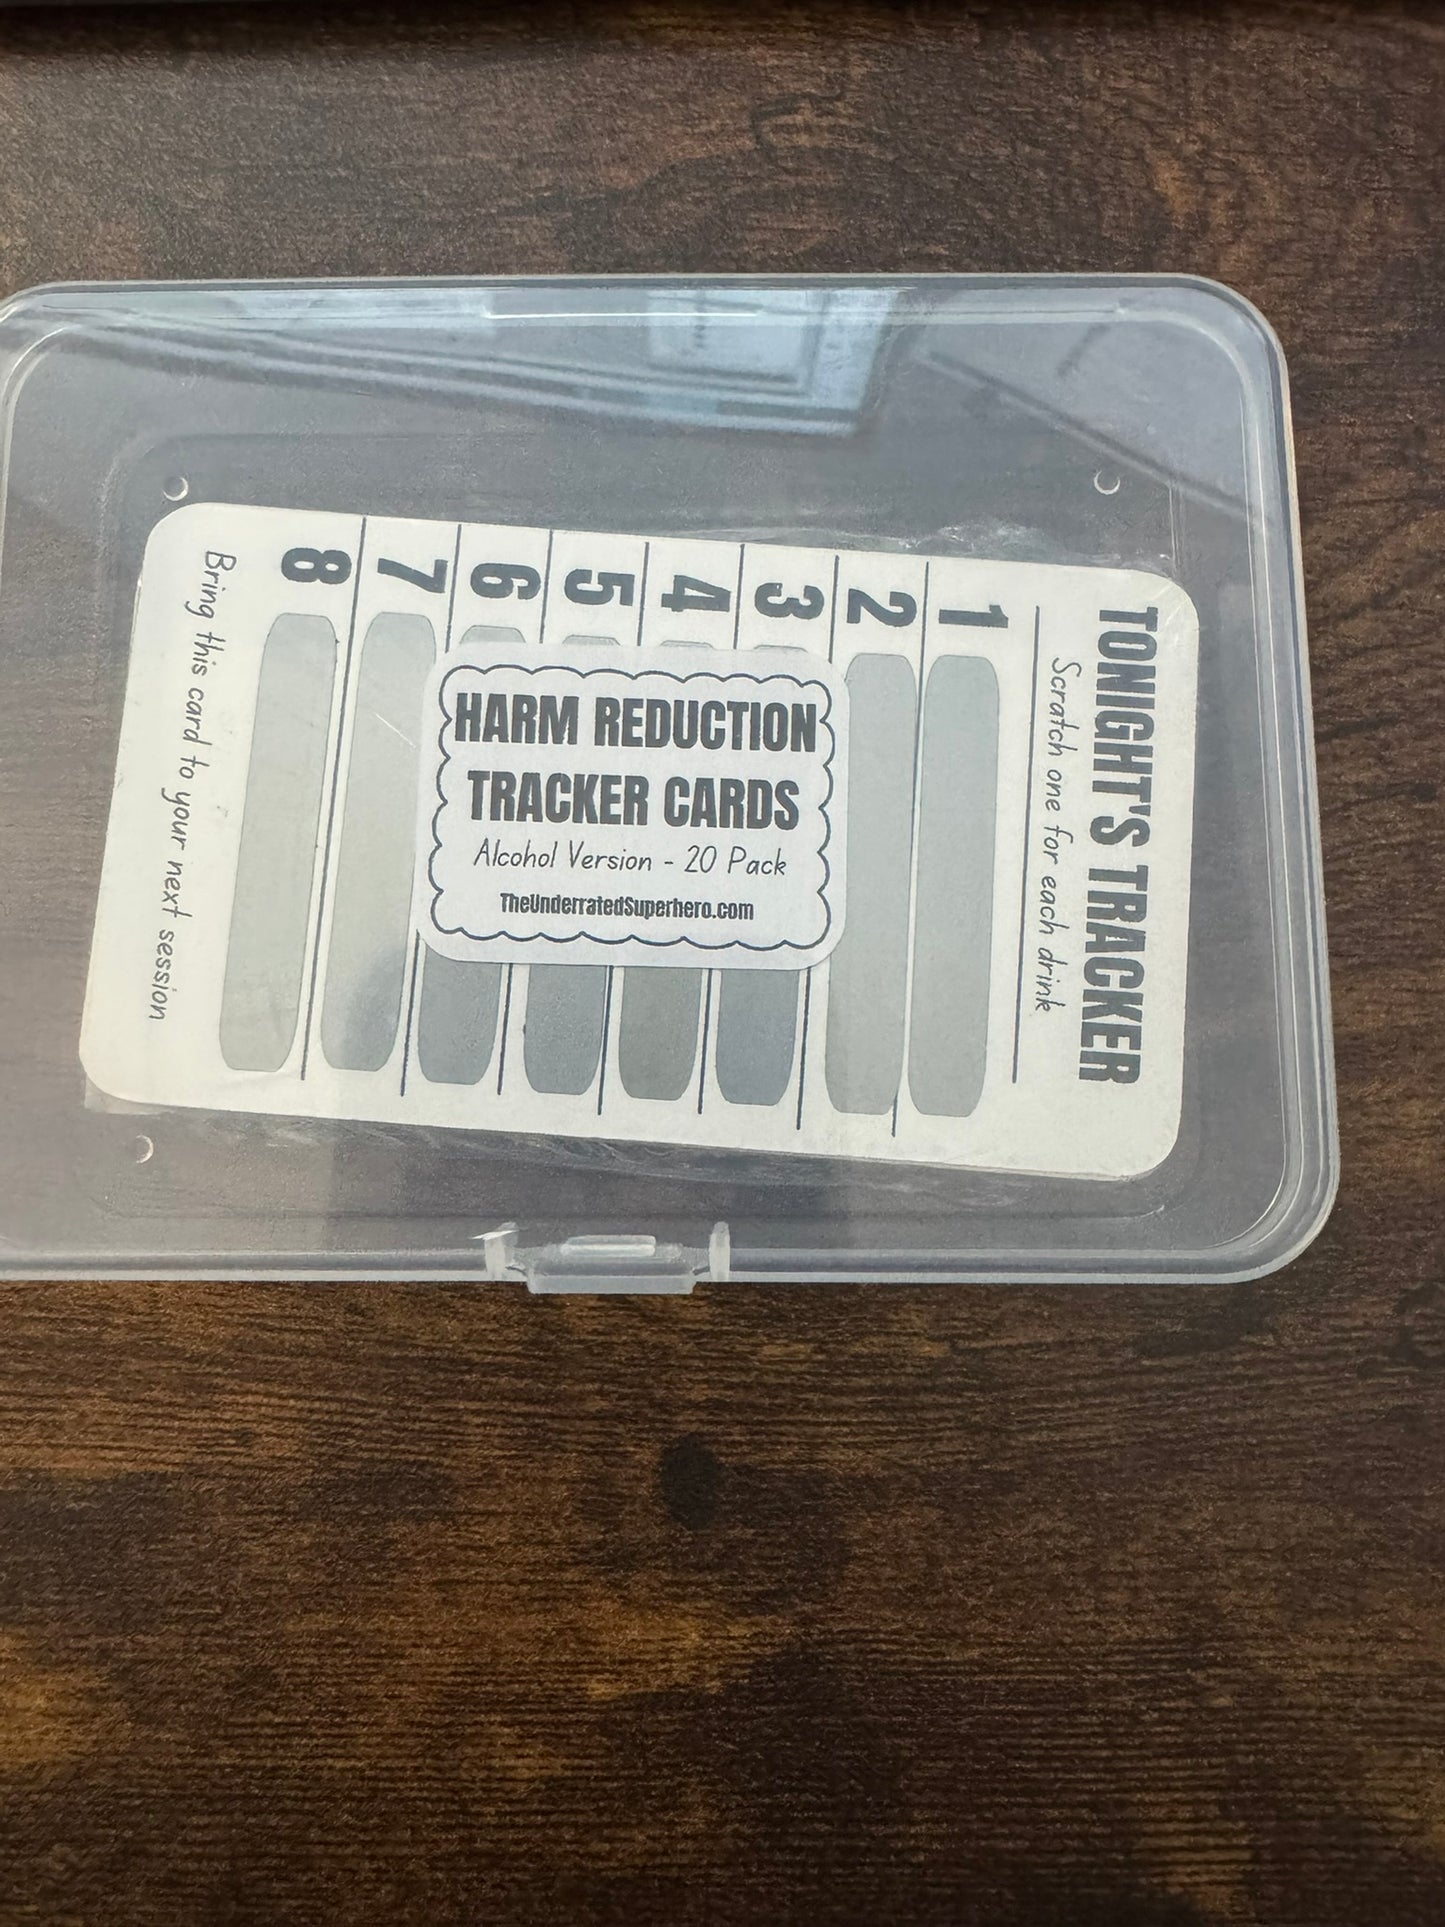 HARM REDUCTION
TRACKER CARDS
Alcohol Version - 20 Pack
TheUnderratedSuperhero.com
TONIGHT'S TRACKER
Scratch one for each drink
1
2
3
4
5
6
7
8
Bring this card to your next session